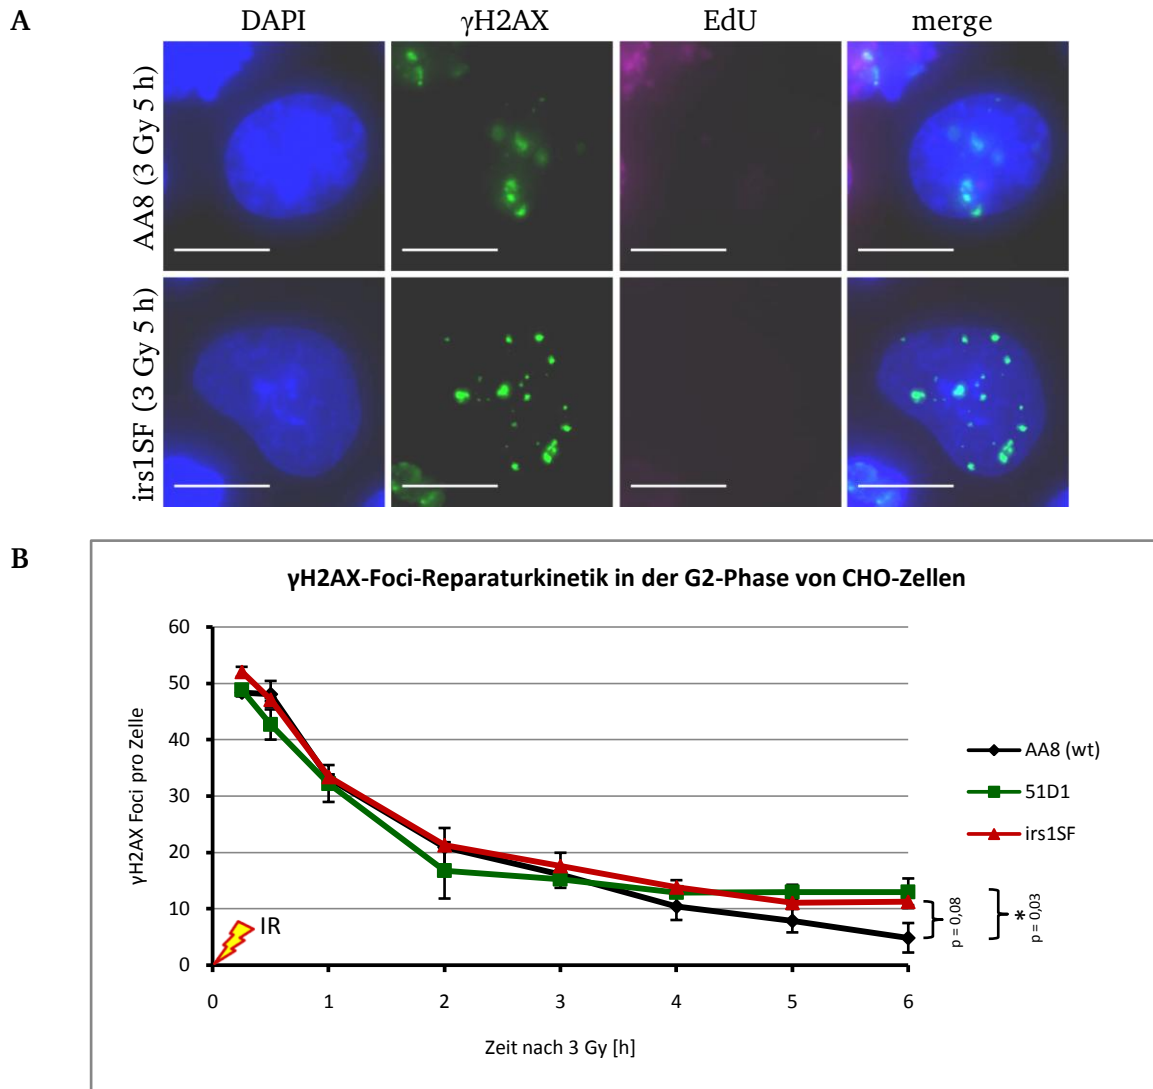 A
DAPI γH2AX EdU merge
AA8 (3 Gy 5 h)
irs1SF (3 Gy 5 h)
B
γH2AX-Foci-Reparaturkinetik in der G2-Phase von CHO-Zellen
γH2AX Foci pro Zelle
60
50
40
30
20
10
0
IR
0 1 2 3 4 5 6
Zeit nach 3 Gy [h]
AA8 (wt)
51D1
irs1SF
p = 0,08
*
p = 0,03